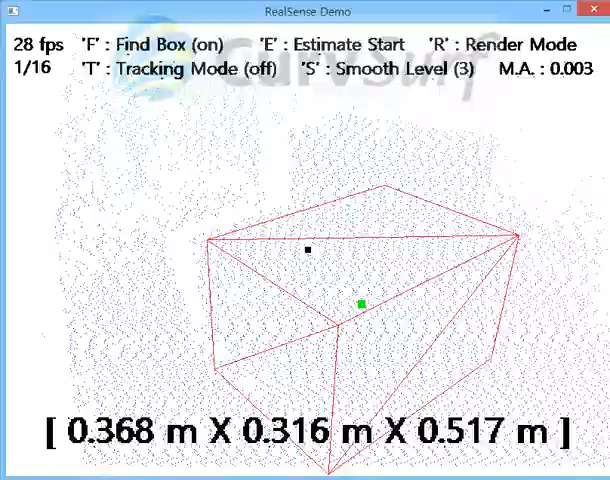 RealSense Demo
CurvSurf
28 fps 'F' : Find Box (on) 'E' : Estimate Start 'R' : Render Mode
1/16 'T' : Tracking Mode (off) 'S' : Smooth Level (3) M.A. : 0.003
[ 0.368 m X 0.316 m X 0.517 m ]